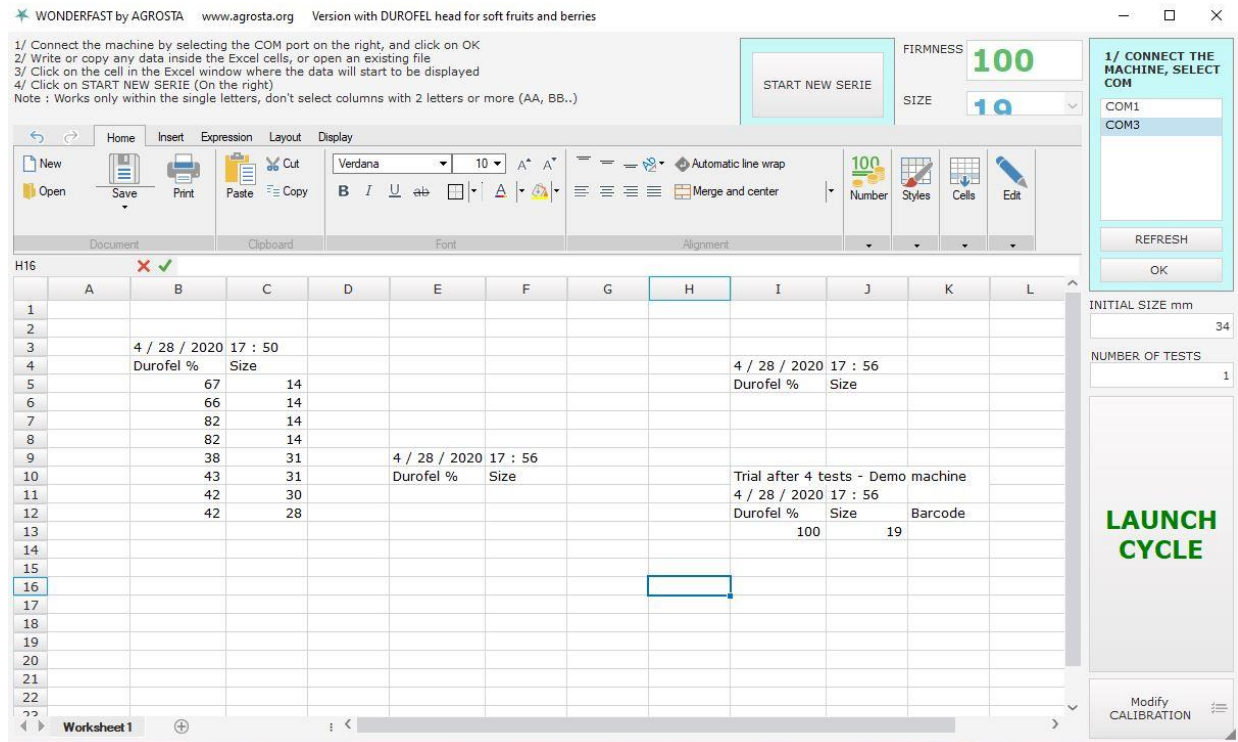 WONDERFAST by AGROSTA www.agrosta.org Version with DUROFEL head for soft fruits and berries
1/ Connect the machine by selecting the COM port on the right, and click on OK
2/ Write or copy any data inside the Excel cells, or open an existing file
3/ Click on the cell in the Excel window where the data will start to be displayed
4/ Click on START NEW SERIE (On the right)
Note : Works only within the single letters, don't select columns with 2 letters or more (AA, BB..)
START NEW SERIE
FIRMNESS 100
SIZE 19
1/ CONNECT THE
MACHINE, SELECT
COM
COM1
COM3
REFRESH
OK
Home Insert Expression Layout Display
New Save Print Paste Cut Verdana 10 A A Automatic line wrap 100
Open Copy B I U ab A Merge and center Number Styles Cells Edit
Document Clipboard Font Alignment
H16
A B C D E F G H I J K L
1
2
3 4 / 28 / 2020 17 : 50
4 Durofel % Size 4 / 28 / 2020 17 : 56
5 67 14 Durofel % Size
6 66 14
7 82 14
8 82 14
9 38 31 4 / 28 / 2020 17 : 56
10 43 31 Durofel % Size Trial after 4 tests - Demo machine
11 42 30 4 / 28 / 2020 17 : 56
12 42 28 Durofel % Size Barcode
13 100 19
14
15
16
17
18
19
20
21
22
23
Worksheet1
INITIAL SIZE mm
34
NUMBER OF TESTS
1
LAUNCH
CYCLE
Modify
CALIBRATION